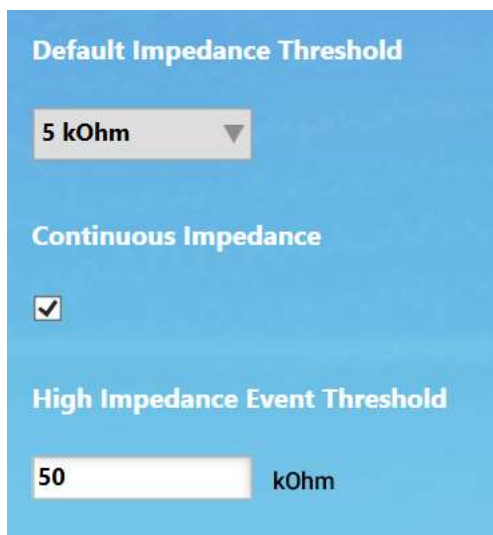 Default Impedance Threshold
5 kOhm
Continuous Impedance
High Impedance Event Threshold
50 kOhm